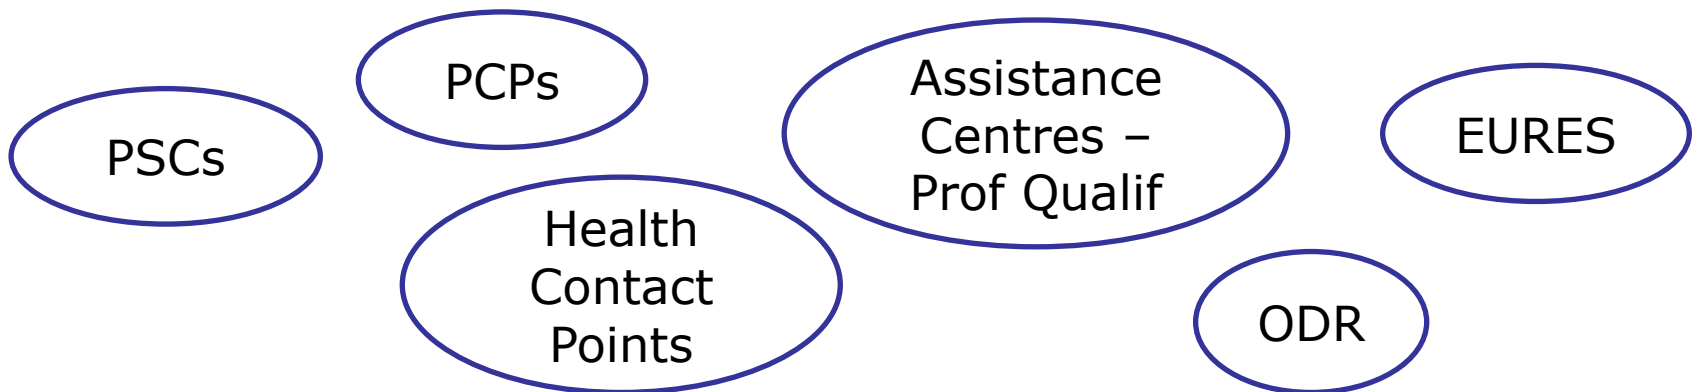 PSCs
PCPs
Health
Contact
Points
Assistance
Centres –
Prof Qualif
EURES
ODR